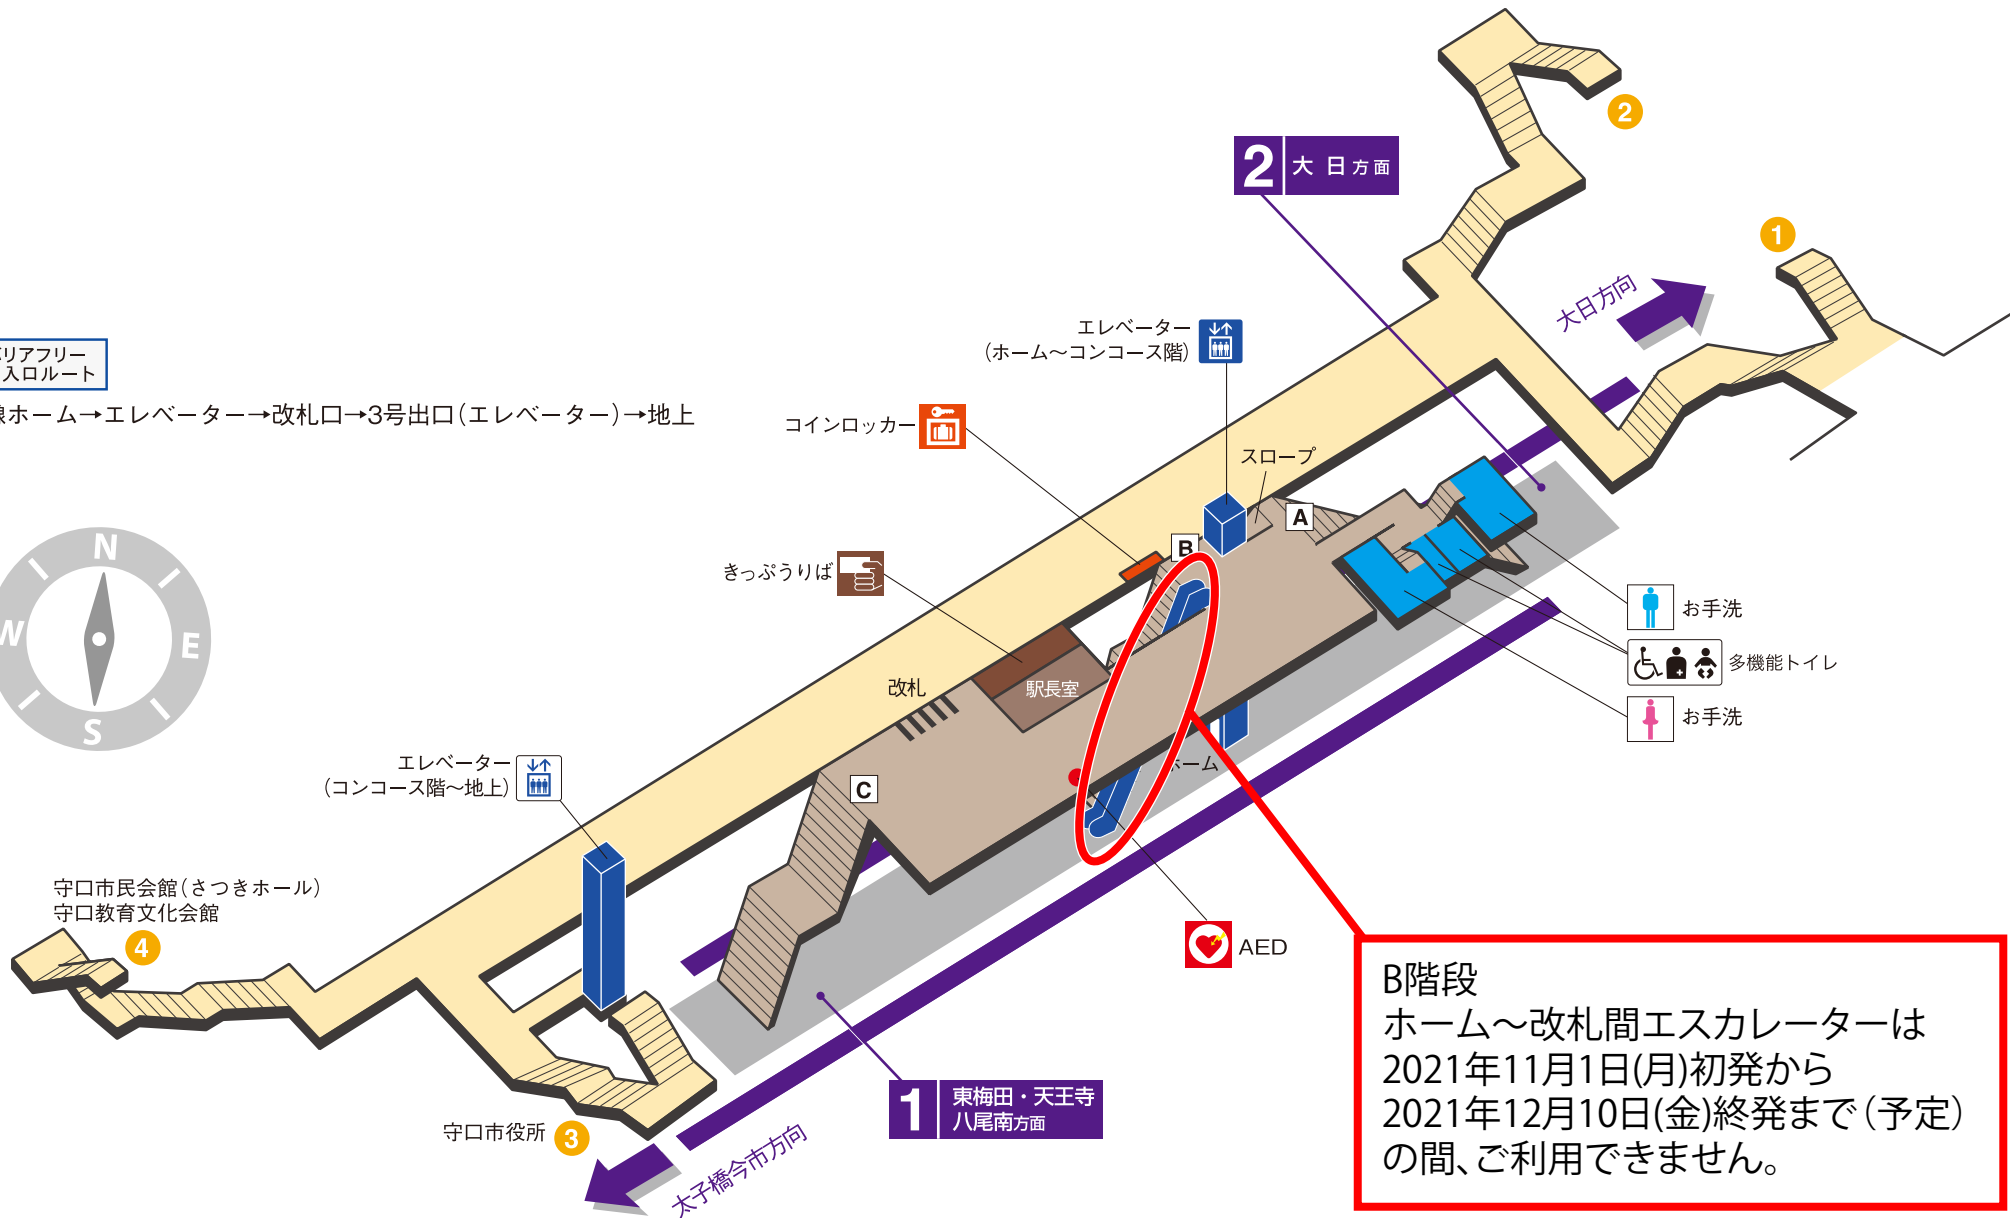 2
2 大日方面
1
大日方向
エレベーター
(ホーム～コンコース階)
バリアフリー
入口ルート
ホーム→エレベーター→改札口→3号出口(エレベーター)→地上
コインロッカー
スロープ
A
B
N
W
E
S
きっぷうりば
お手洗
多機能トイレ
お手洗
改札
駅長室
ホーム
エレベーター
(コンコース階～地上)
C
守口市民会館(さつきホール)
守口教育文化会館
4
AED
B階段
ホーム～改札間エスカレーターは
2021年11月1日(月)初発から
2021年12月10日(金)終発まで(予定)
の間、ご利用できません。
1 東梅田・天王寺
八尾南方面
守口市役所 3
太子橋今市方向